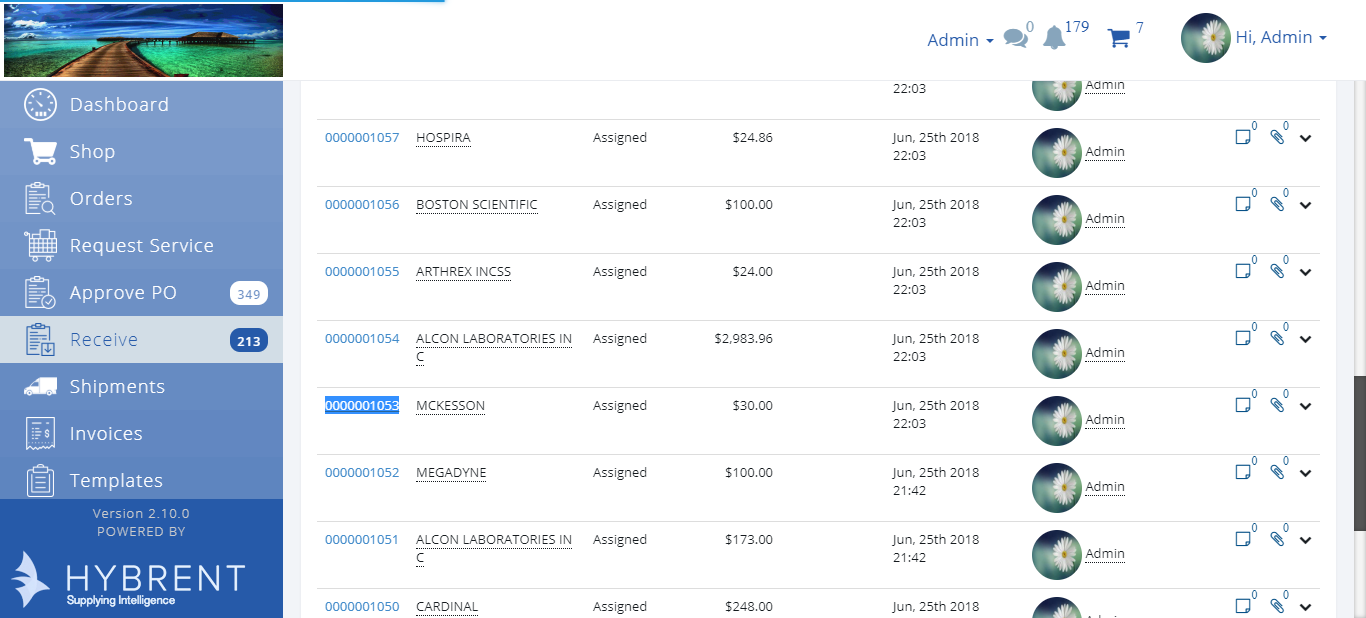 Admin
0
179
7
Hi, Admin
Dashboard
Shop
Orders
Request Service
Approve PO 349
Receive 213
Shipments
Invoices
Templates
Version 2.10.0
POWERED BY
HYBRENT
Supplying Intelligence
22:03 Admin
0000001057 HOSPIRA Assigned $24.86 Jun, 25th 2018 Admin 0 0
22:03
0000001056 BOSTON SCIENTIFIC Assigned $100.00 Jun, 25th 2018 Admin 0 0
22:03
0000001055 ARTHREX INCSS Assigned $24.00 Jun, 25th 2018 Admin 0 0
22:03
0000001054 ALCON LABORATORIES IN Assigned $2,983.96 Jun, 25th 2018 Admin 0 0
C 22:03
0000001053 MCKESSON Assigned $30.00 Jun, 25th 2018 Admin 0 0
22:03
0000001052 MEGADYNE Assigned $100.00 Jun, 25th 2018 Admin 0 0
21:42
0000001051 ALCON LABORATORIES IN Assigned $173.00 Jun, 25th 2018 Admin 0 0
C 21:42
0000001050 CARDINAL Assigned $248.00 Jun, 25th 2018 Admin 0 0